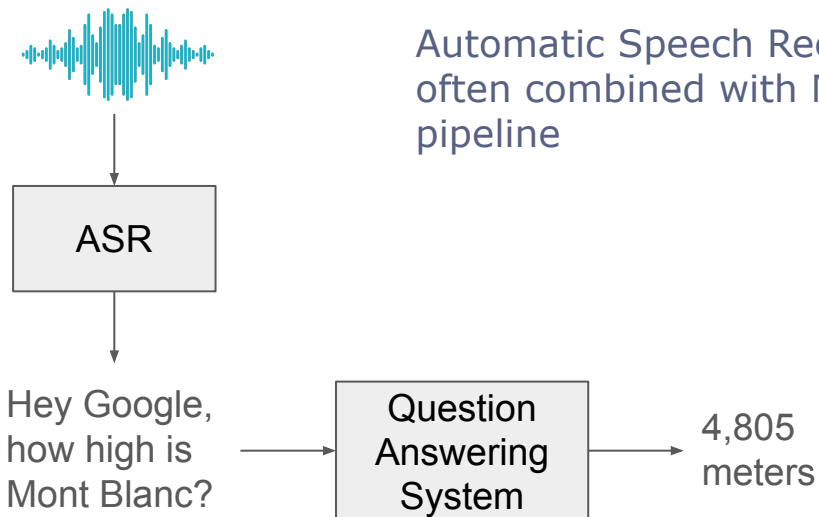 Automatic Speech
often combined with
pipeline
ASR
Hey Google,
how high is
Mont Blanc?
Question
Answering
System
4,805
meters